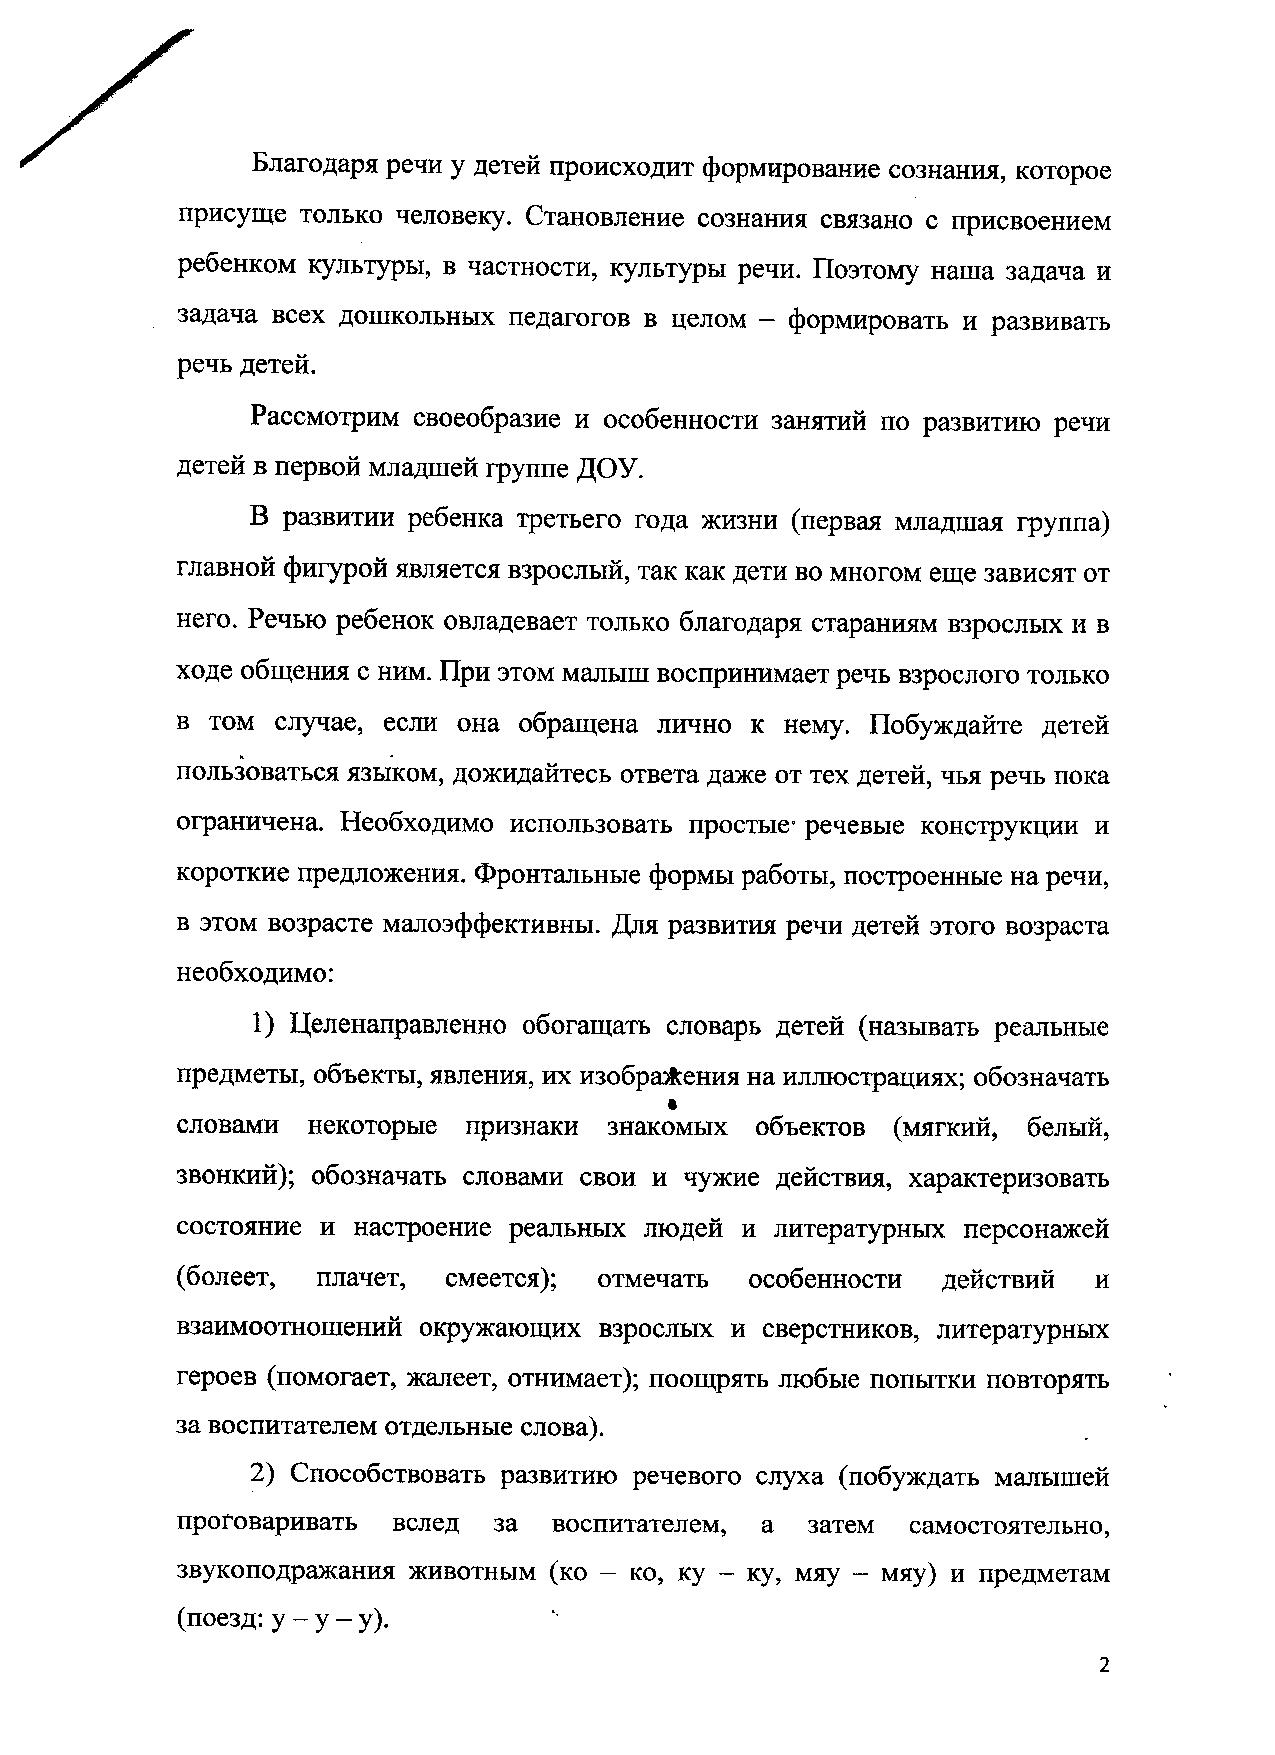 Благодаря речи у детей происходит формирование сознания, которое
присуще только человеку. Становление сознания связано с присвоением
ребенком культуры, в частности, культуры речи. Поэтому наша задача и
задача всех дошкольных педагогов в целом – формировать и развивать
речь детей.
Рассмотрим своеобразие и особенности занятий по развитию речи
детей в первой младшей группе ДОУ.
В развитии ребенка третьего года жизни (первая младшая группа)
главной фигурой является взрослый, так как дети во многом еще зависят от
него. Речью ребенок овладевает только благодаря стараниям взрослых и в
ходе общения с ним. При этом малыш воспринимает речь взрослого только
в том случае, если она обращена лично к нему. Побуждайте детей
пользоваться языком, дожидайтесь ответа даже от тех детей, чья речь пока
ограничена. Необходимо использовать простые речевые конструкции и
короткие предложения. Фронтальные формы работы, построенные на речи,
в этом возрасте малоэффективны. Для развития речи детей этого возраста
необходимо:
1) Целенаправленно обогащать словарь детей (называть реальные
предметы, объекты, явления, их изображения на иллюстрациях; обозначать
словами некоторые признаки знакомых объектов (мягкий, белый,
звонкий); обозначать словами свои и чужие действия, характеризовать
состояние и настроение реальных людей и литературных персонажей
(болеет, плачет, смеется); отмечать особенности действий и
взаимоотношений окружающих взрослых и сверстников, литературных
героев (помогает, жалеет, отнимает); поощрять любые попытки повторять
за воспитателем отдельные слова).
2) Способствовать развитию речевого слуха (побуждать малышей
проговаривать вслед за воспитателем, а затем самостоятельно,
звукоподражания животным (ко – ко, ку – ку, мяу – мяу) и предметам
(поезд: у – у – у).
2